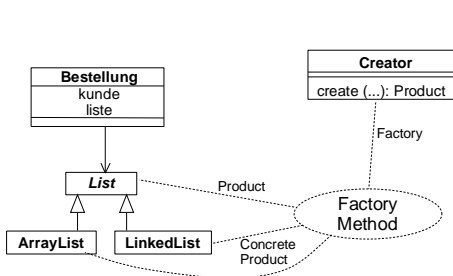 Creator
create (...): Product
Bestellung
kunde
liste
Factory
List
Product
Factory
Method
ArrayList
LinkedList
Concrete
Product